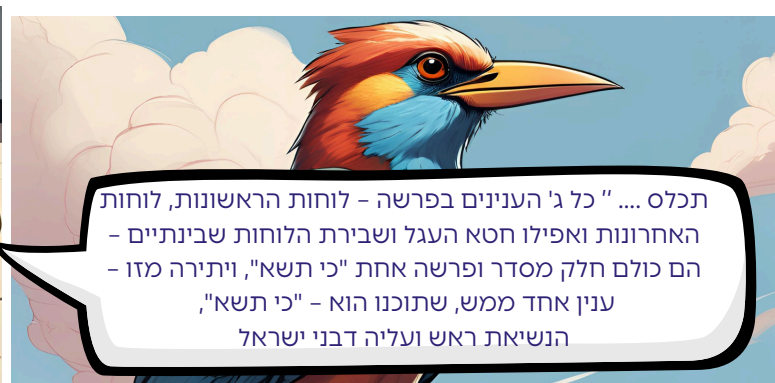 תכלס .... ״ כל ג' הענינים בפרשה – לוחות הראשונות, לוחות
האחרונות ואפילו חטא העגל ושבירת הלוחות שבינתיים –
הם כולם חלק מסדר ופרשה אחת "כי תשא", ויתירה מזו –
ענין אחד ממש, שתוכנו הוא – "כי תשא",
הנשיאת ראש ועליה דבני ישראל